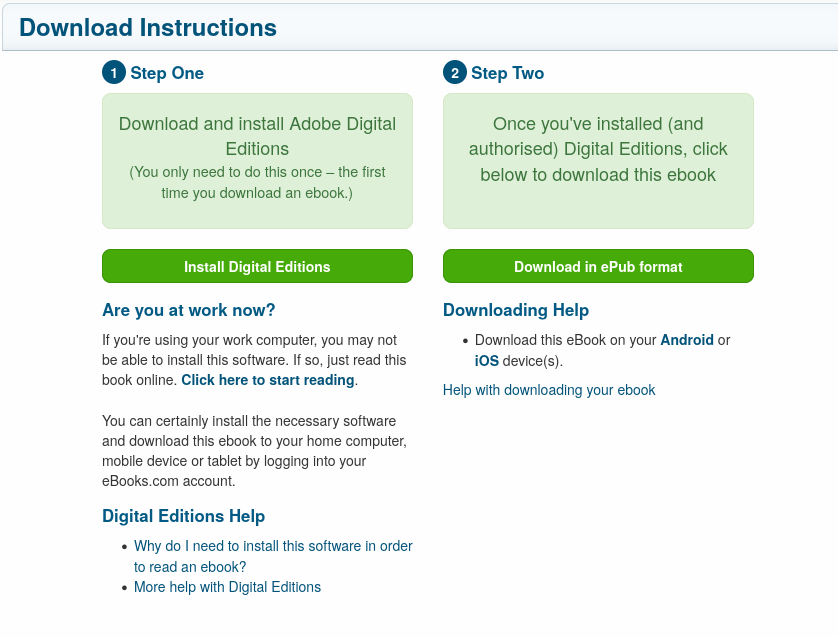 Download Instructions
1 Step One
Download and install Adobe Digital
Editions
(You only need to do this once – the first
time you download an ebook.)
Install Digital Editions
Are you at work now?
If you're using your work computer, you may not
be able to install this software. If so, just read this
book online. Click here to start reading.
You can certainly install the necessary software
and download this ebook to your home computer,
mobile device or tablet by logging into your
eBooks.com account.
Digital Editions Help
• Why do I need to install this software in order
to read an ebook?
• More help with Digital Editions
2 Step Two
Once you've installed (and
authorised) Digital Editions, click
below to download this ebook
Download in ePub format
Downloading Help
• Download this eBook on your Android or
iOS device(s).
Help with downloading your ebook